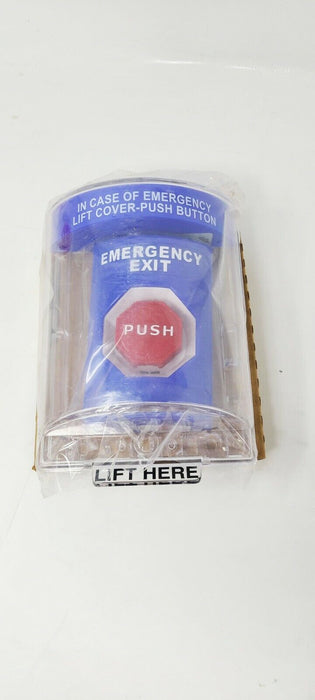 IN CASE OF EMERGENCY
LIFT COVER-PUSH BUTTON
EMERGENCY
EXIT
PUSH
LIFT HERE